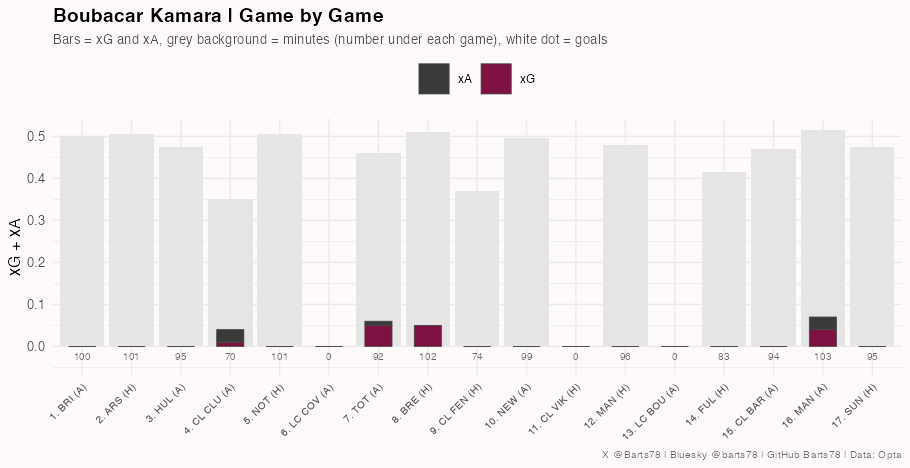 Boubacar Kamara | Game by Game
Bars = xG and xA, grey background = minutes (number under each game), white dot = goals
xA xG
xG + xA
0.5
0.4
0.3
0.2
0.1
0.0
100 101 95 70 101 0 92 102 74 99 0 96 0 83 94 103 95
1. BRI (A)
2. ARS (H)
3. HUL (A)
4. CL CLU (A)
5. NOT (H)
6. LC COV (A)
7. TOT (A)
8. BRE (H)
9. CL FEN (H)
10. NEW (A)
11. CL VIK (H)
12. MAN (H)
13. LC BOU (A)
14. FUL (H)
15. CL BAR (A)
16. MAN (A)
17. SUN (H)
X @Barts78 | Bluesky @barts78 | GitHub Barts78 | Data: Opta